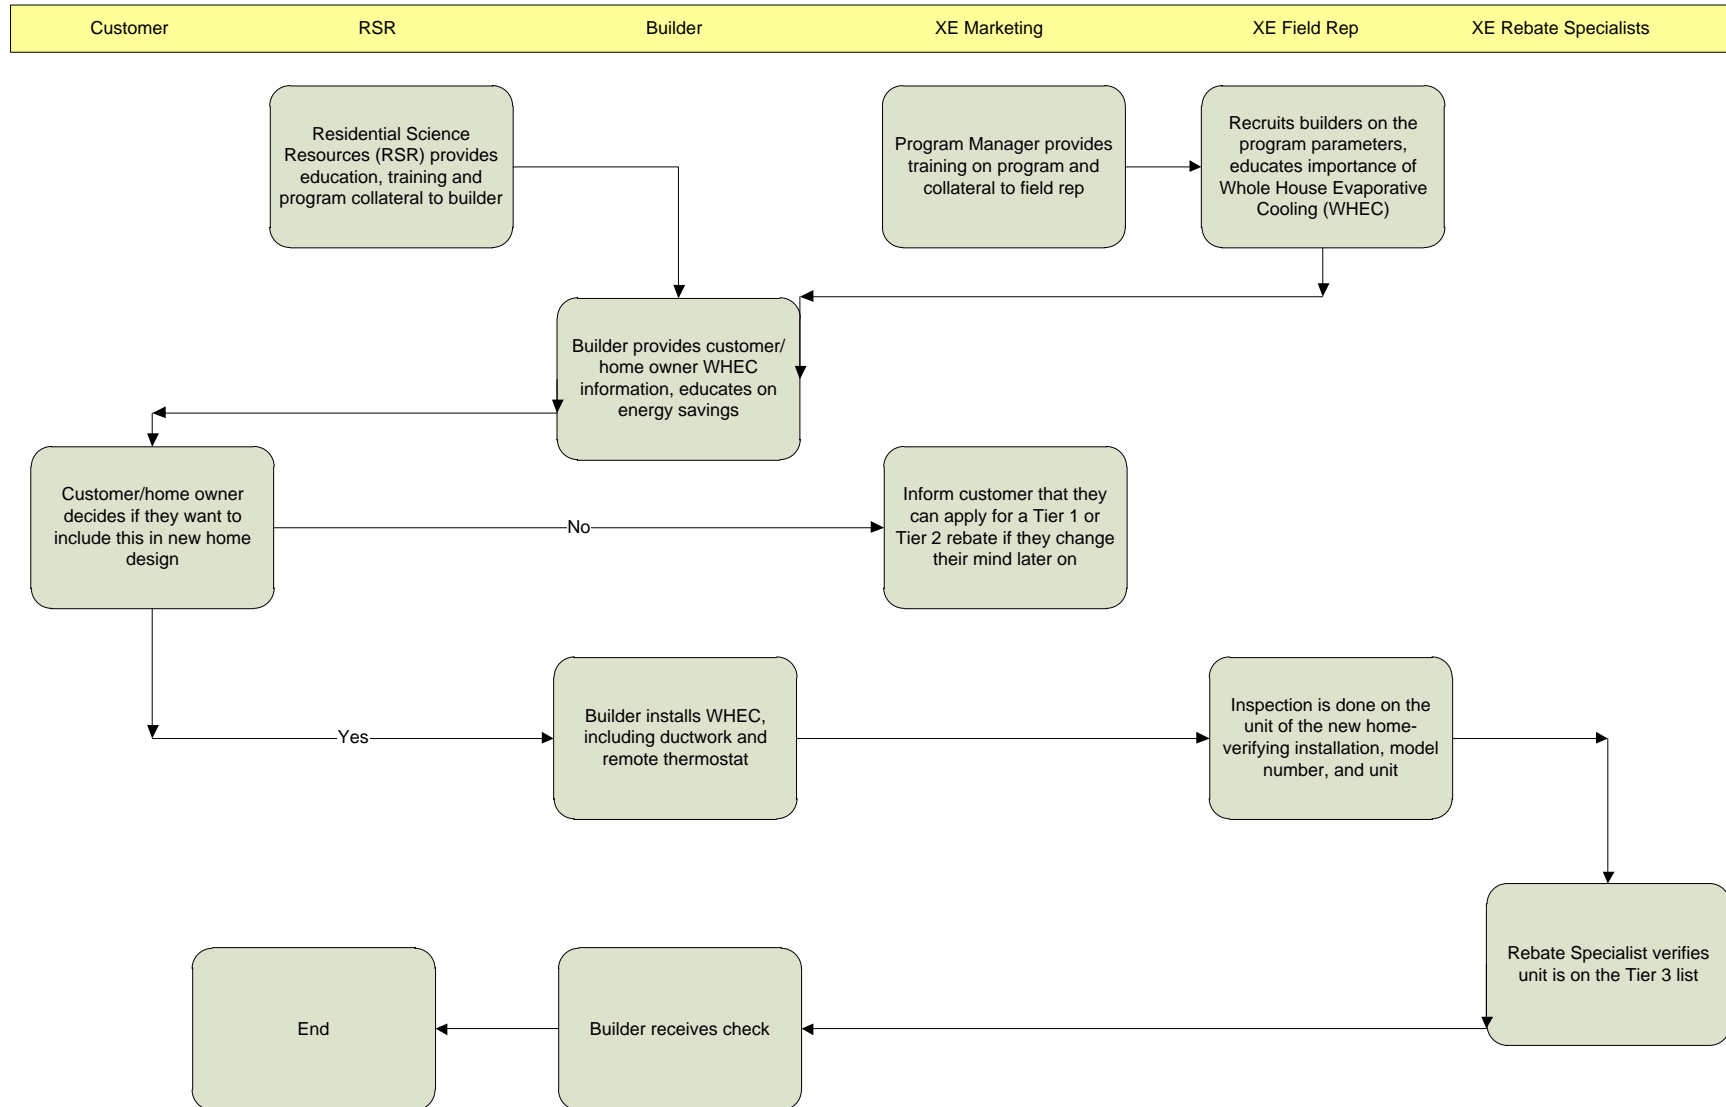 Customer RSR Builder XE Marketing XE Field Rep XE Rebate Specialists
Residential Science
Resources (RSR) provides
education, training and
program collateral to builder
Program Manager provides
training on program and
collateral to field rep
Recruits builders on the
program parameters,
educates importance of
Whole House Evaporative
Cooling (WHEC)
Builder provides customer/
home owner WHEC
information, educates on
energy savings
Customer/home owner
decides if they want to
include this in new home
design
No
Inform customer that they
can apply for a Tier 1 or
Tier 2 rebate if they change
their mind later on
Yes
Builder installs WHEC,
including ductwork and
remote thermostat
Inspection is done on the
unit of the new home-
verifying installation, model
number, and unit
Rebate Specialist verifies
unit is on the Tier 3 list
End
Builder receives check